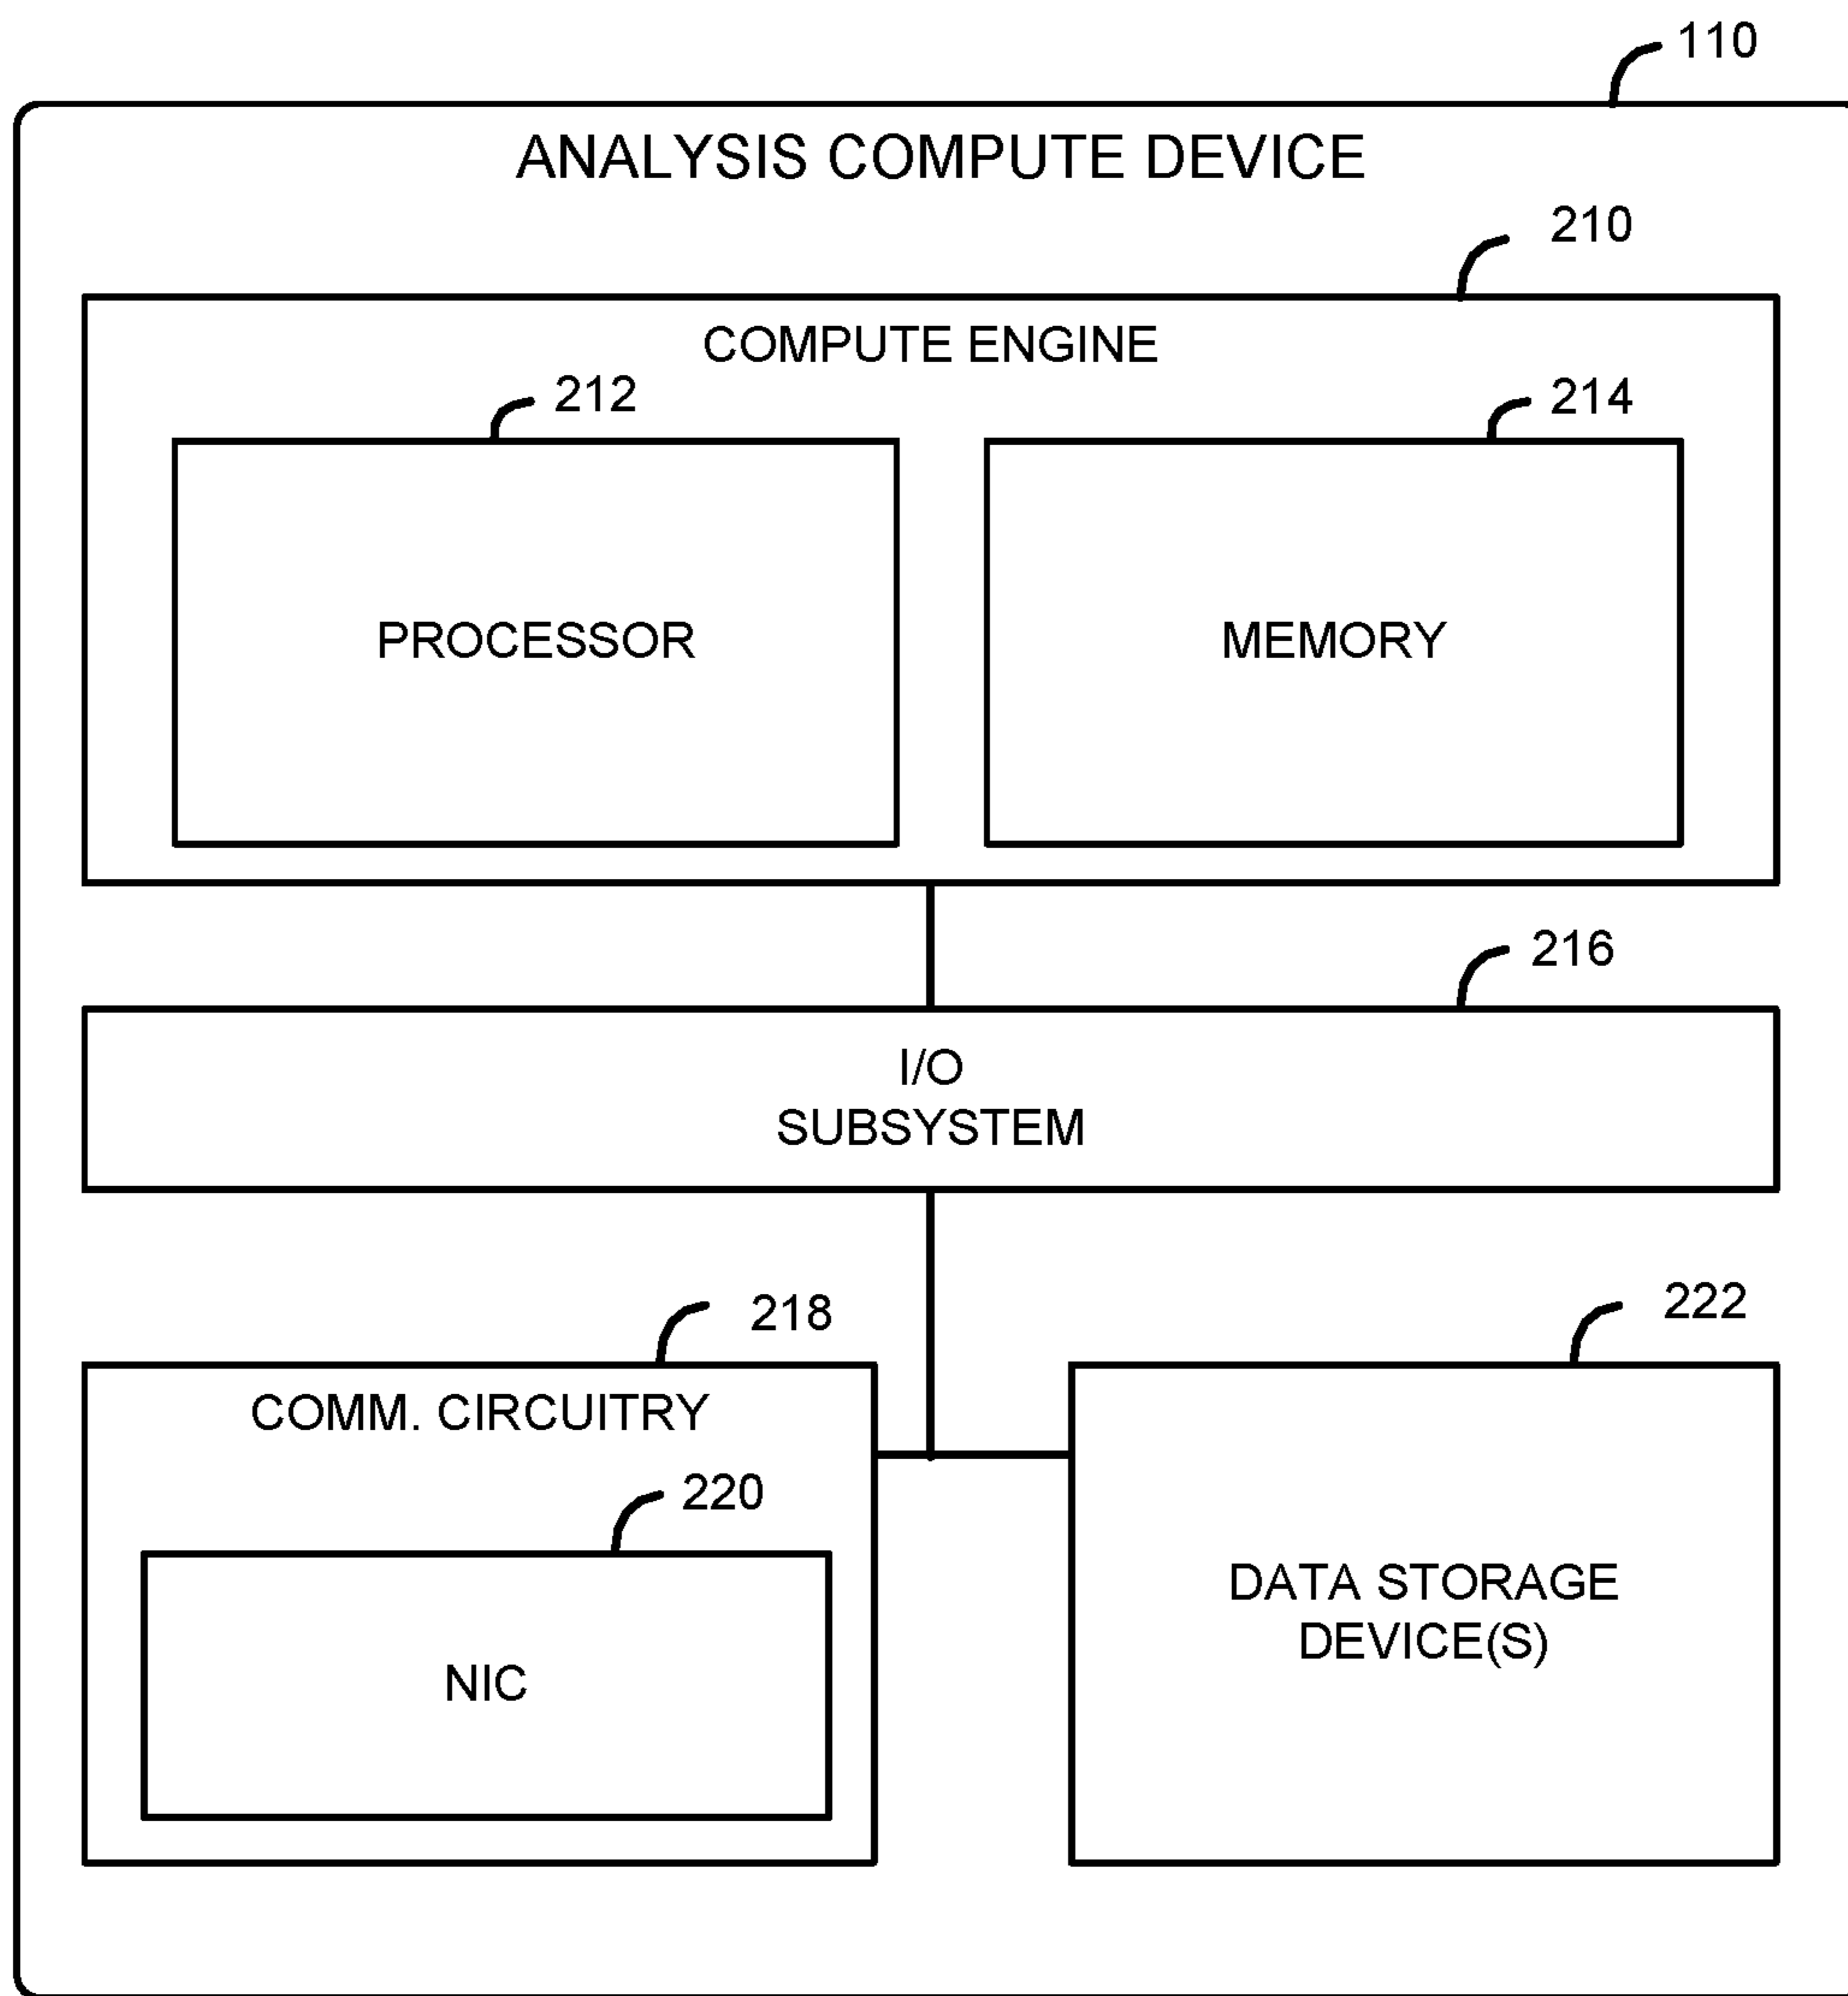 110
ANALYSIS COMPUTE DEVICE
210
COMPUTE ENGINE
212
214
PROCESSOR
MEMORY
216
I/O
SUBSYSTEM
218
222
COMM. CIRCUITRY
220
DATA STORAGE
DEVICE(S)
NIC